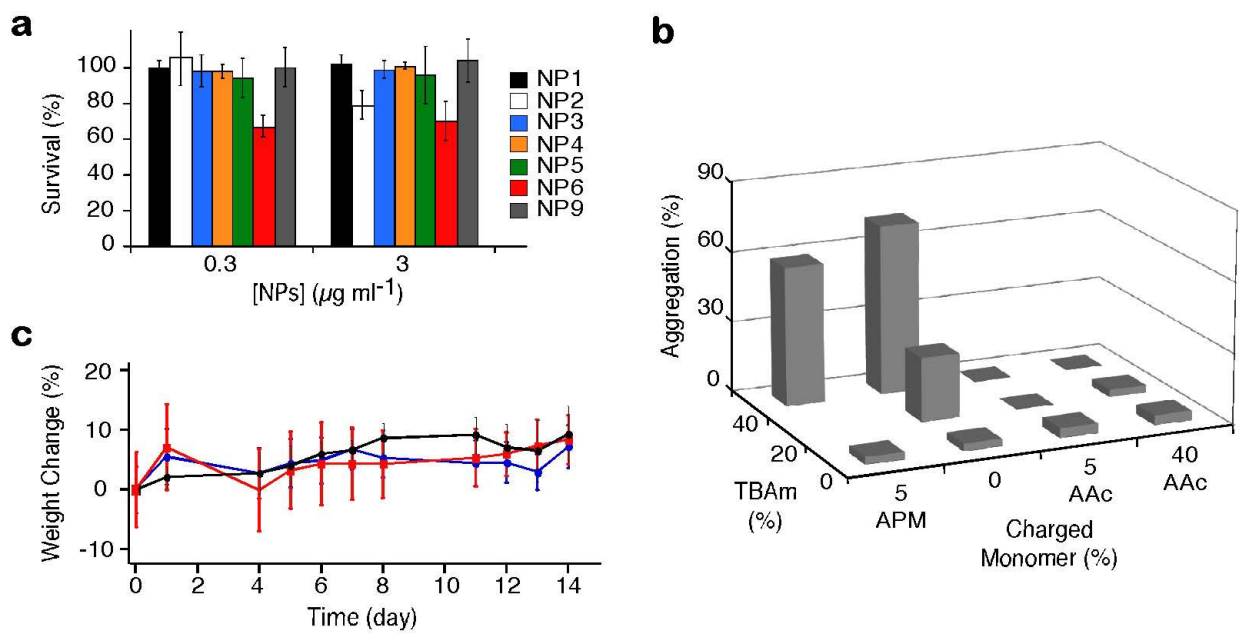 a
100
80
60
40
20
0
Survival (%)
0.3
3
[NPs] (µg ml-1)
NP1
NP2
NP3
NP4
NP5
NP6
NP9
b
90
60
30
0
Aggregation (%)
40
20
0
TBAm
(%)
5
APM
0
5
AAc
40
AAc
Charged
Monomer (%)
c
20
10
0
-10
Weight Change (%)
0 2 4 6 8 10 12 14
Time (day)